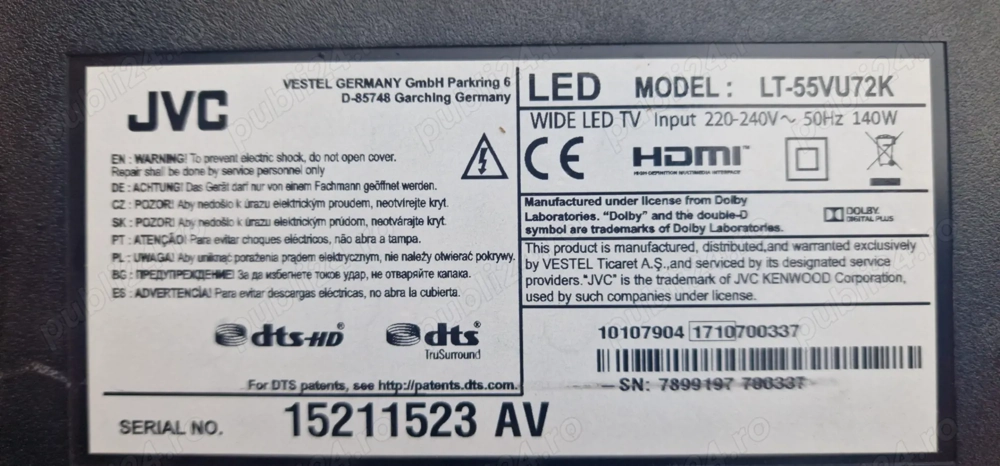 JVC
VESTEL GERMANY GmbH Parkring 6
D-85748 Garching Germany
EN : WARNING! To prevent electric shock, do not open cover.
Repair shall be done by service personnel only
DE : ACHTUNG! Das Gerät darf nur von einem Fachmann geöffnet werden.
CZ : POZOR! Aby nedošlo k úrazu elektrickým proudem, neotvírejte kryt.
SK : POZOR! Aby nedošlo k úrazu elektrickým prúdom, neotvárajte kryt.
PT : ATENÇÃO! Para evitar choques eléctricos, não abra a tampa.
PL : UWAGA! Aby uniknąć porażenia prądem elektrycznym, nie należy otwierać pokrywy.
BG : ПРЕДУПРЕЖДЕНИЕ! За да избегнете токов удар, не отваряйте капака.
ES : ADVERTENCIA! Para evitar descargas eléctricas, no abra la cubierta.
dts-HD® dts®
TruSurround
For DTS patents, see http://patents.dts.com.
LED MODEL : LT-55VU72K
WIDE LED TV Input 220-240V~ 50Hz 140W
CE HDMI™
HIGH-DEFINITION MULTIMEDIA INTERFACE
Manufactured under license from Dolby
Laboratories. "Dolby" and the double-D
symbol are trademarks of Dolby Laboratories.
DOLBY
DIGITAL PLUS
This product is manufactured, distributed,and warranted exclusively
by VESTEL Ticaret A.Ş.,and serviced by its designated service
providers."JVC" is the trademark of JVC KENWOOD Corporation,
used by such companies under license.
10107904 1710700337
SN: 7899197 700337
SERIAL NO. 15211523 AV
publi24.ro